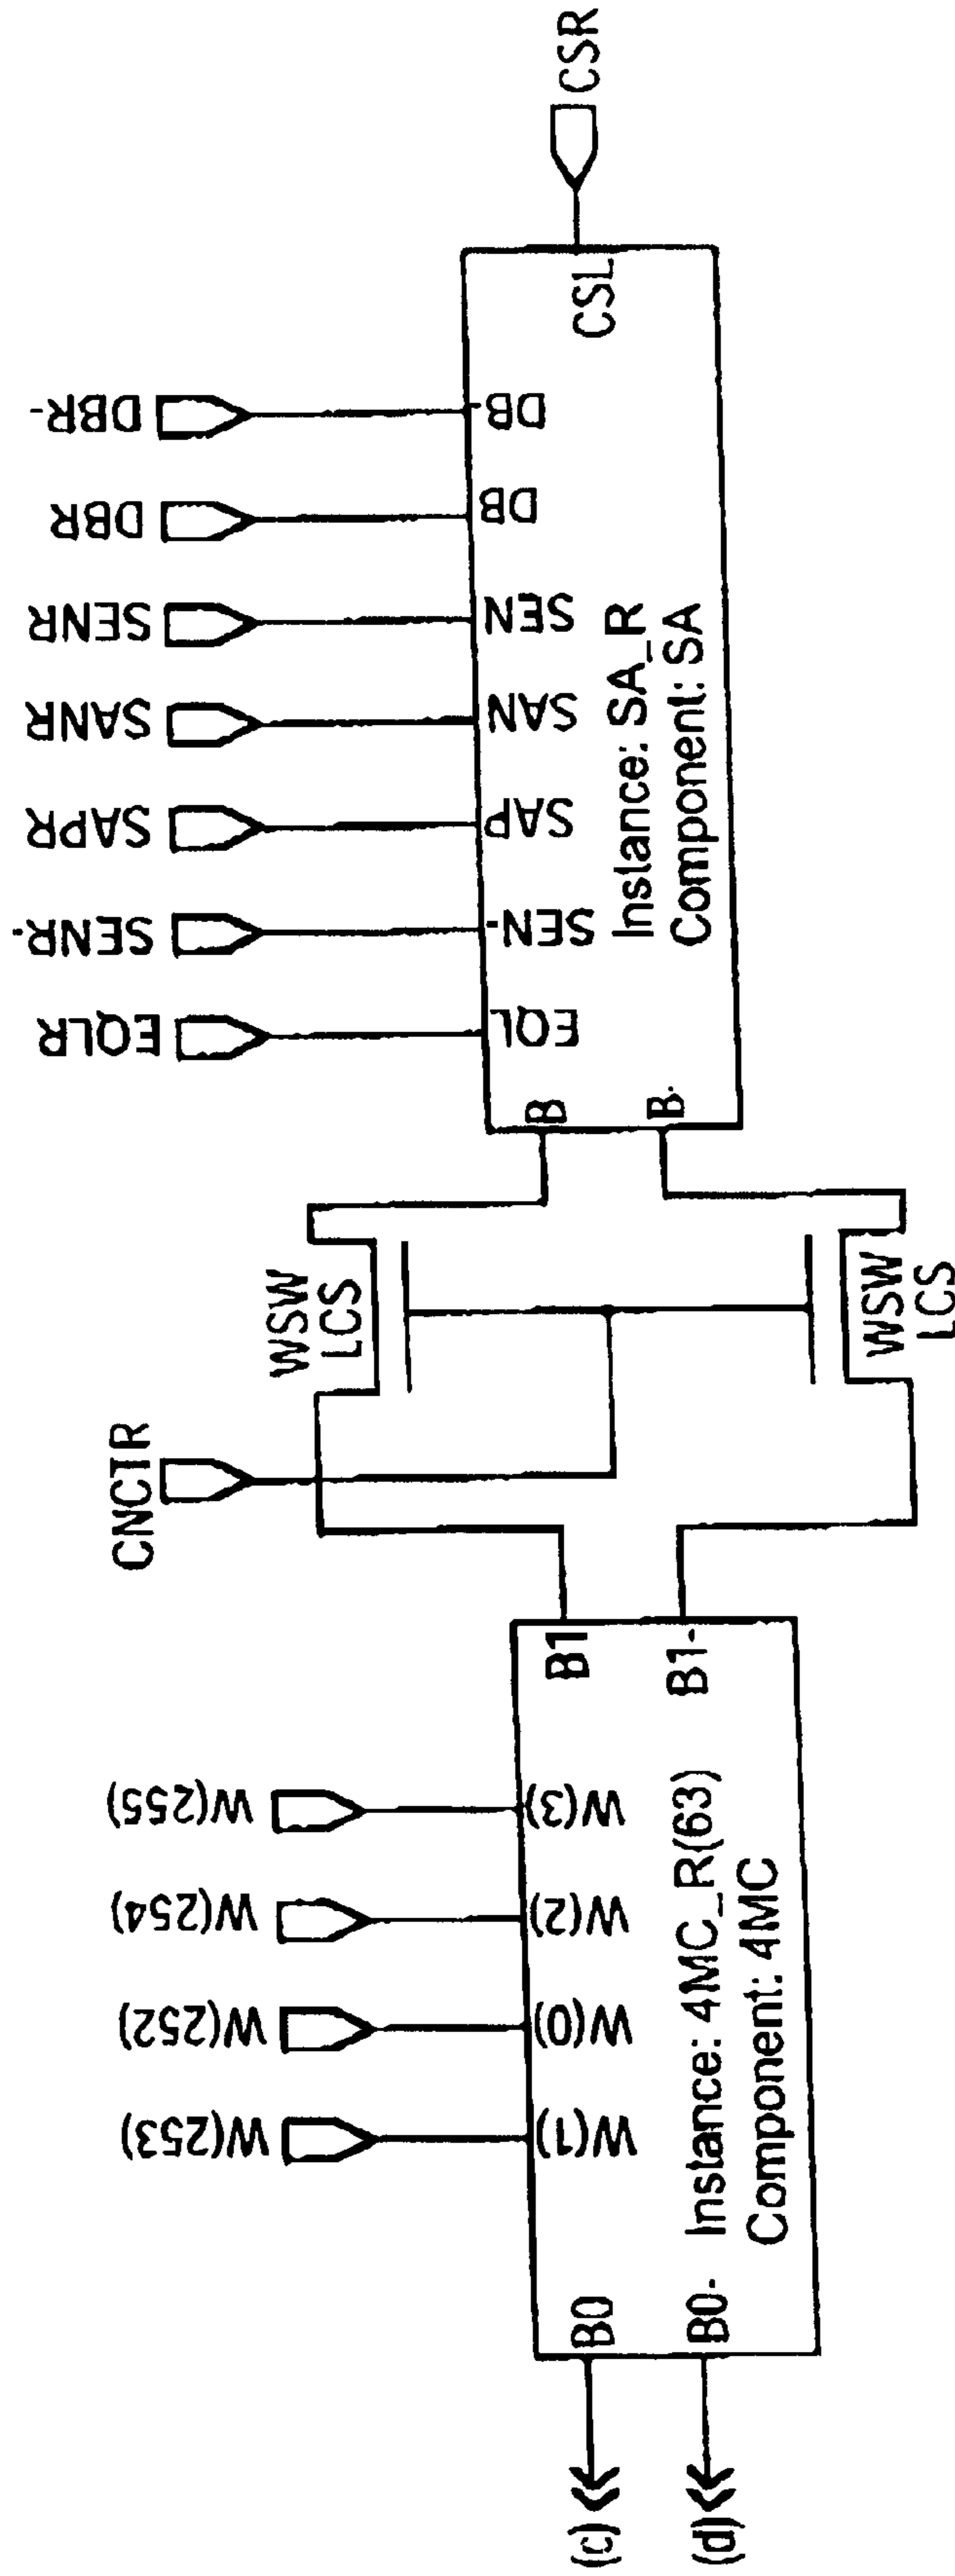 CSR
DBR-
DBR
SENR
SANR
SAPR
SENR-
EQLR
CSL
DB-
DB
SEN
SAN
SAP
SEN-
EQL
B
B-
Instance: SA_R
Component: SA
WSW
LCS
WSW
LCS
CNCTR
W(255)
W(254)
W(252)
W(253)
B1
B1-
W(3)
W(2)
W(0)
W(1)
Instance: 4MC_R(63)
Component: 4MC
B0
B0-
(c)
(d)